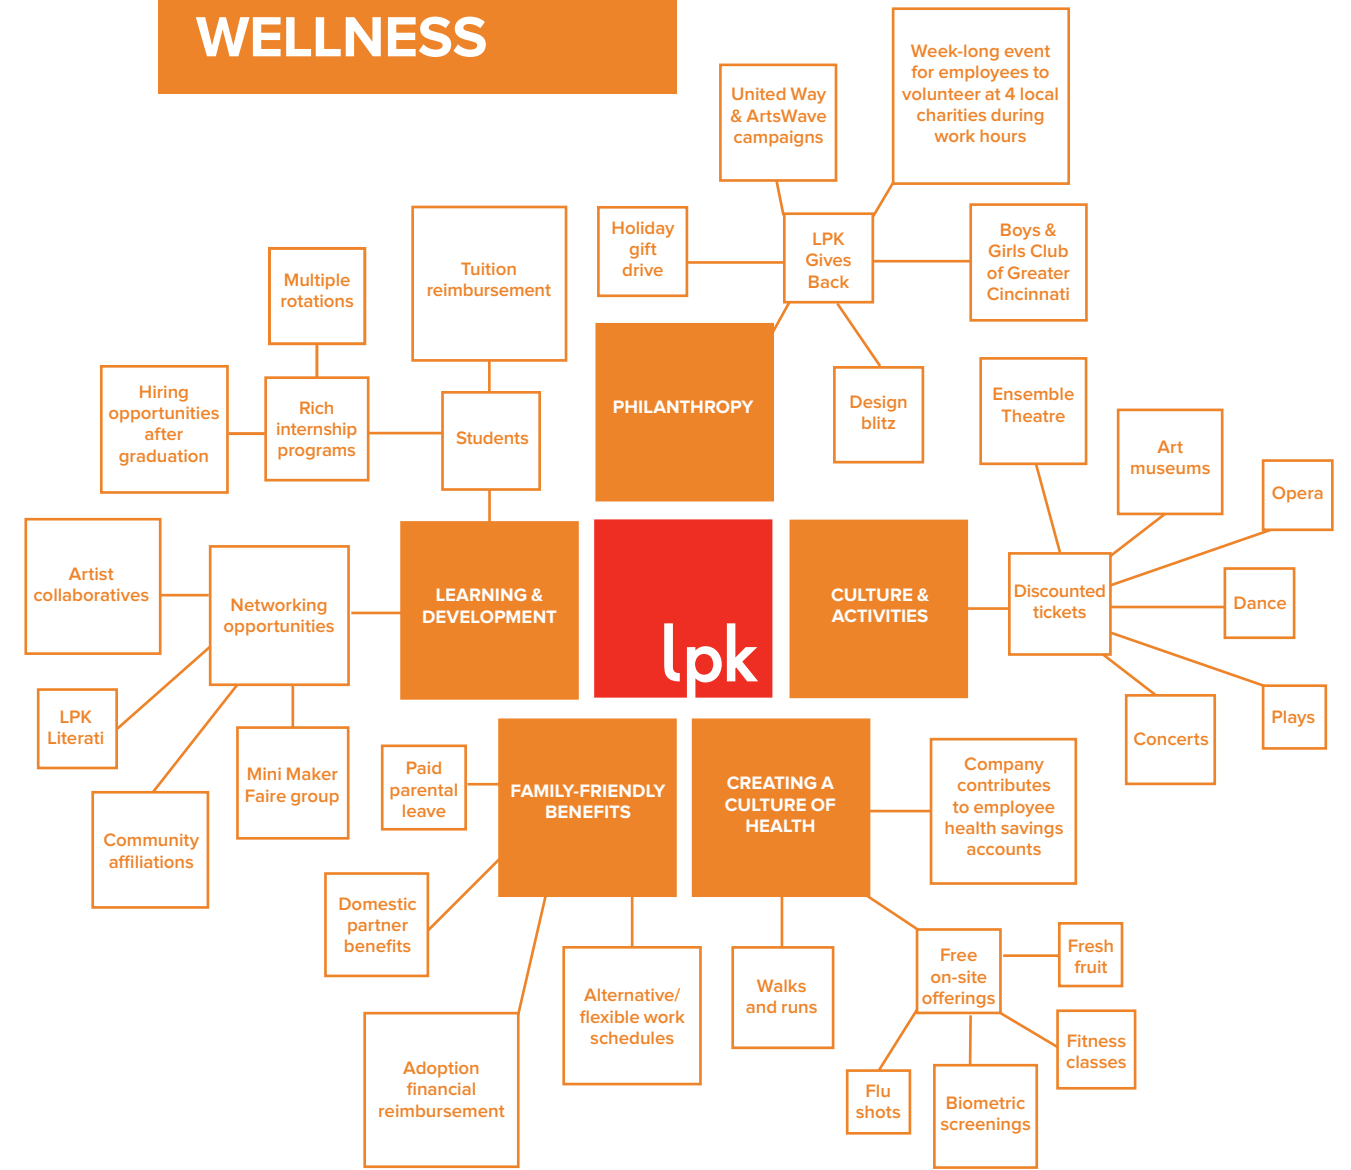 WELLNESS
Week-long event
for employees to
volunteer at 4 local
charities during
work hours
United Way
& ArtsWave
campaigns
Holiday
gift
drive
LPK
Gives
Back
Boys &
Girls Club
of Greater
Cincinnati
Design
blitz
PHILANTHROPY
Tuition
reimbursement
Multiple
rotations
Hiring
opportunities
after
graduation
Rich
internship
programs
Students
LEARNING &
DEVELOPMENT
Artist
collaboratives
Networking
opportunities
LPK
Literati
Community
affiliations
Mini Maker
Faire group
lpk
CULTURE &
ACTIVITIES
Ensemble
Theatre
Art
museums
Opera
Discounted
tickets
Dance
Plays
Concerts
FAMILY-FRIENDLY
BENEFITS
Paid
parental
leave
Domestic
partner
benefits
Adoption
financial
reimbursement
Alternative/
flexible work
schedules
CREATING A
CULTURE OF
HEALTH
Company
contributes
to employee
health savings
accounts
Walks
and runs
Free
on-site
offerings
Fresh
fruit
Fitness
classes
Flu
shots
Biometric
screenings